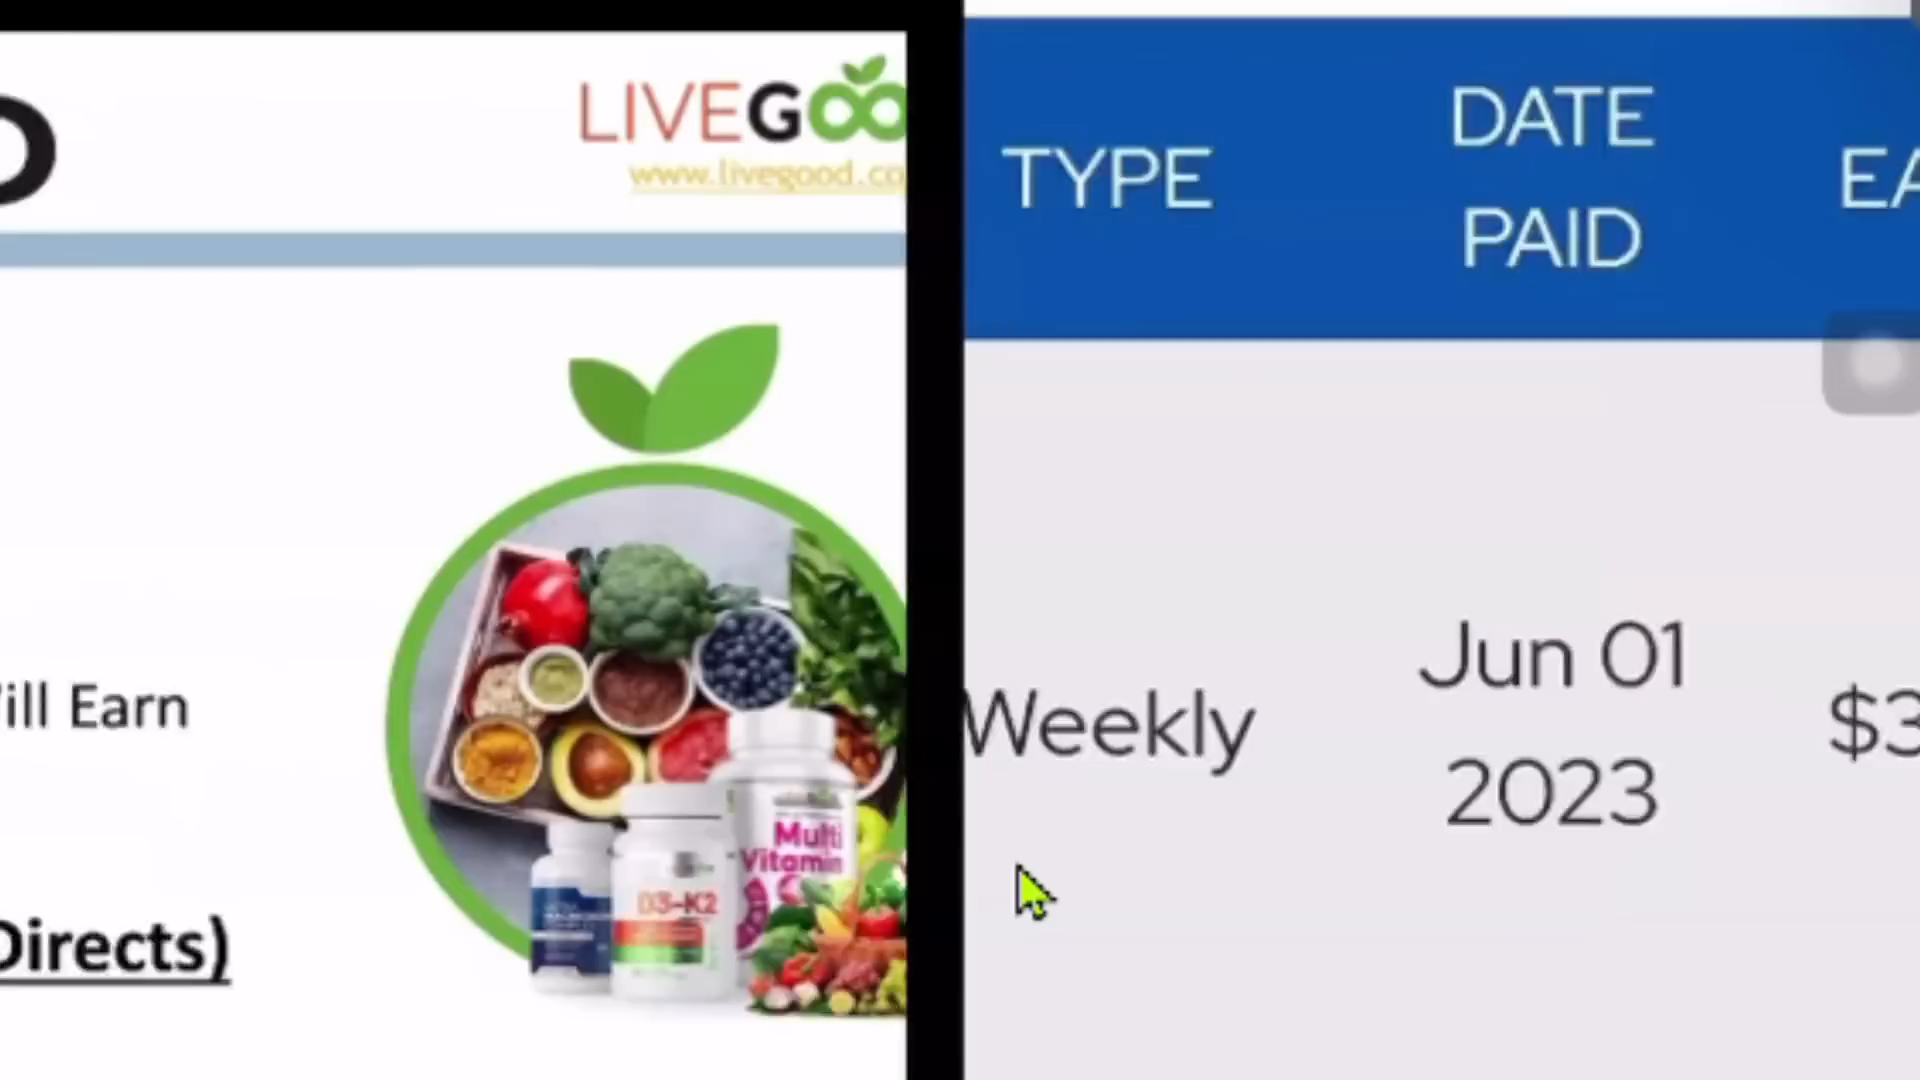 LIVEGOO
www.livegood.co
ill Earn
Directs)
Multi
Vitamin
D3-K2
TYPE
DATE
PAID
EA
Weekly
Jun 01
2023
$3